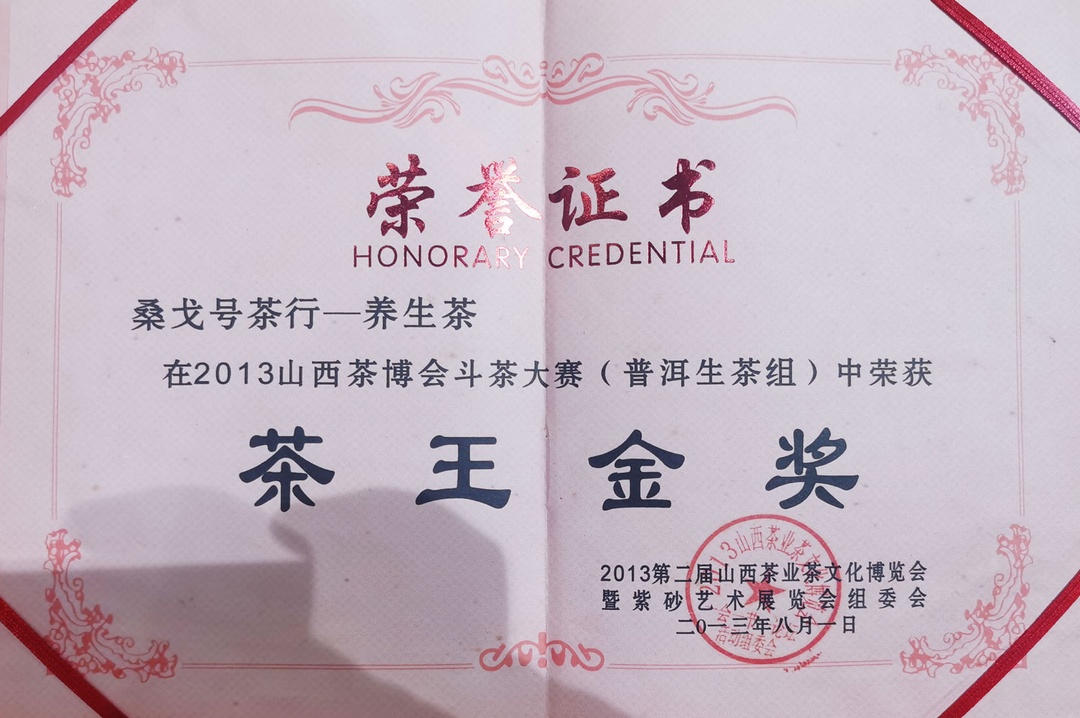 荣誉证书
HONORARY CREDENTIAL
桑戈号茶行—养生茶
在2013山西茶博会斗茶大赛（普洱生茶组）中荣获
茶王金奖
2013第二届山西茶业茶文化博览会
暨紫砂艺术展览会组委会
二〇一三年八月一日